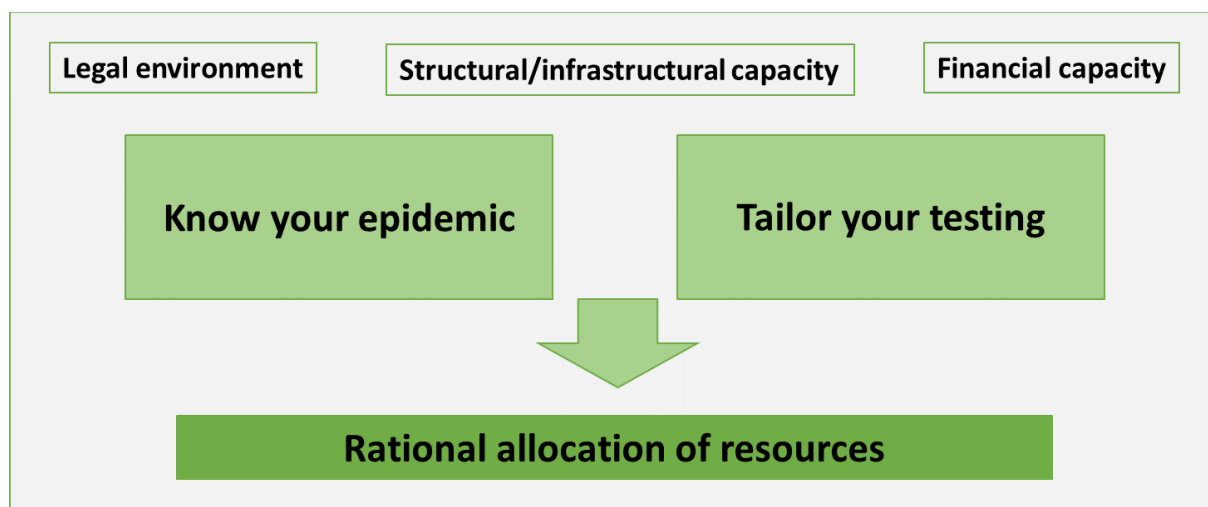 Legal environment
Structural/infrastructural capacity
Financial capacity
Know your epidemic
Tailor your testing
Rational allocation of resources